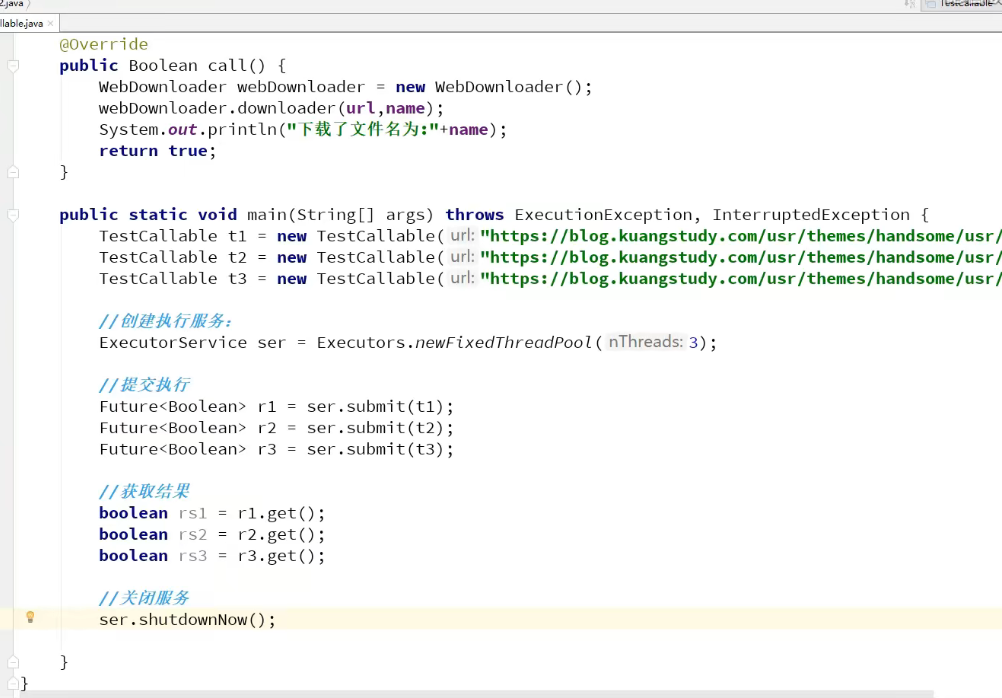 2.java
TestCallable
llable.java
@Override
public Boolean call() {
WebDownloader webDownloader = new WebDownloader();
webDownloader.downloader(url,name);
System.out.println("下载了文件名为:"+name);
return true;
}
public static void main(String[] args) throws ExecutionException, InterruptedException {
TestCallable t1 = new TestCallable( url: "https://blog.kuangstudy.com/usr/themes/handsome/usr/
TestCallable t2 = new TestCallable( url: "https://blog.kuangstudy.com/usr/themes/handsome/usr/
TestCallable t3 = new TestCallable( url: "https://blog.kuangstudy.com/usr/themes/handsome/usr/
//创建执行服务：
ExecutorService ser = Executors.newFixedThreadPool( nThreads: 3);
//提交执行
Future<Boolean> r1 = ser.submit(t1);
Future<Boolean> r2 = ser.submit(t2);
Future<Boolean> r3 = ser.submit(t3);
//获取结果
boolean rs1 = r1.get();
boolean rs2 = r2.get();
boolean rs3 = r3.get();
//关闭服务
ser.shutdownNow();
}
}